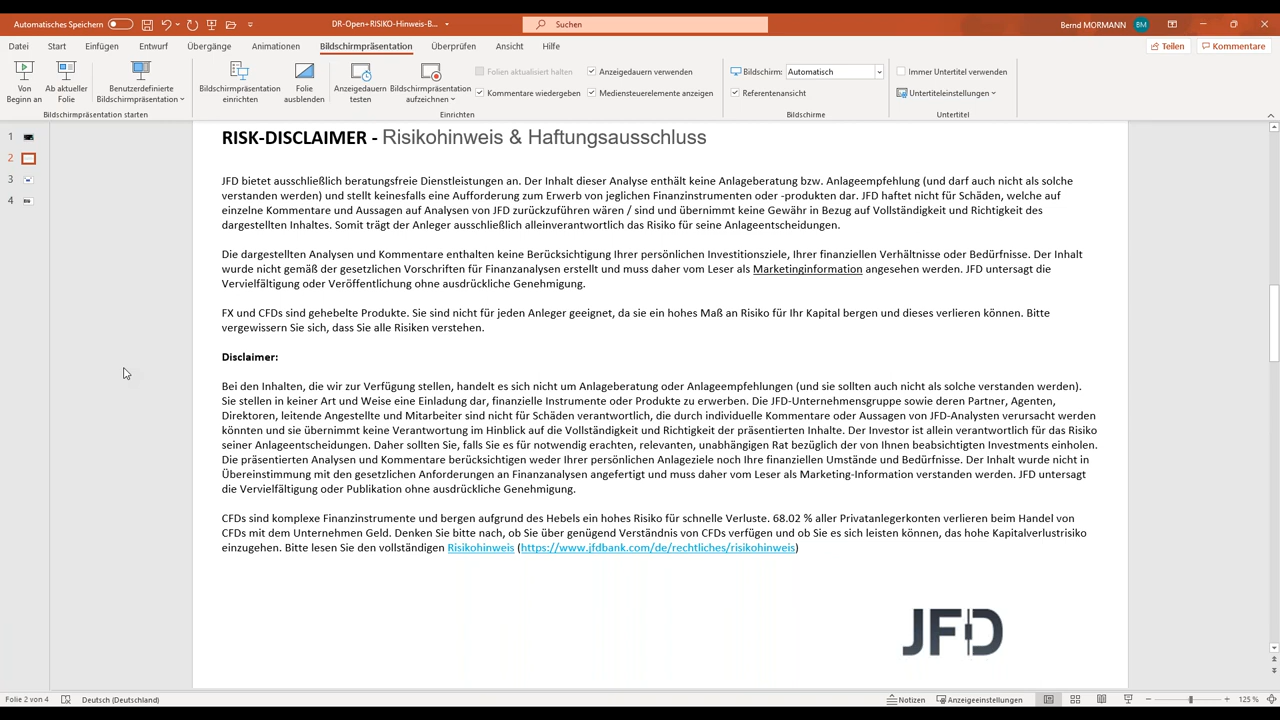 Automatisches Speichern
DR-Open+RISIKO-Hinweis-B...
Suchen
Bernd MORMANN
BM
Datei
Start
Einfügen
Entwurf
Übergänge
Animationen
Bildschirmpräsentation
Überprüfen
Ansicht
Hilfe
Teilen
Kommentare
Von Beginn an
Ab aktueller Folie
Benutzerdefinierte Bildschirmpräsentation
Bildschirmpräsentation einrichten
Folie ausblenden
Anzeigedauern testen
Bildschirmpräsentation aufzeichnen
Folien aktualisiert halten
Kommentare wiedergeben
Anzeigedauern verwenden
Mediensteuerelemente anzeigen
Bildschirm:
Automatisch
Referentenansicht
Immer Untertitel verwenden
Untertiteleinstellungen
Bildschirmpräsentation starten
Einrichten
Bildschirme
Untertitel
1
2
3
4
RISK-DISCLAIMER - Risikohinweis & Haftungsausschluss
JFD bietet ausschließlich beratungsfreie Dienstleistungen an. Der Inhalt dieser Analyse enthält keine Anlageberatung bzw. Anlageempfehlung (und darf auch nicht als solche
verstanden werden) und stellt keinesfalls eine Aufforderung zum Erwerb von jeglichen Finanzinstrumenten oder -produkten dar. JFD haftet nicht für Schäden, welche auf
einzelne Kommentare und Aussagen auf Analysen von JFD zurückzuführen wären / sind und übernimmt keine Gewähr in Bezug auf Vollständigkeit und Richtigkeit des
dargestellten Inhaltes. Somit trägt der Anleger ausschließlich alleinverantwortlich das Risiko für seine Anlageentscheidungen.
Die dargestellten Analysen und Kommentare enthalten keine Berücksichtigung Ihrer persönlichen Investitionsziele, Ihrer finanziellen Verhältnisse oder Bedürfnisse. Der Inhalt
wurde nicht gemäß der gesetzlichen Vorschriften für Finanzanalysen erstellt und muss daher vom Leser als Marketinginformation angesehen werden. JFD untersagt die
Vervielfältigung oder Veröffentlichung ohne ausdrückliche Genehmigung.
FX und CFDs sind gehebelte Produkte. Sie sind nicht für jeden Anleger geeignet, da sie ein hohes Maß an Risiko für Ihr Kapital bergen und dieses verlieren können. Bitte
vergewissern Sie sich, dass Sie alle Risiken verstehen.
Disclaimer:
Bei den Inhalten, die wir zur Verfügung stellen, handelt es sich nicht um Anlageberatung oder Anlageempfehlungen (und sie sollten auch nicht als solche verstanden werden).
Sie stellen in keiner Art und Weise eine Einladung dar, finanzielle Instrumente oder Produkte zu erwerben. Die JFD-Unternehmensgruppe sowie deren Partner, Agenten,
Direktoren, leitende Angestellte und Mitarbeiter sind nicht für Schäden verantwortlich, die durch individuelle Kommentare oder Aussagen von JFD-Analysten verursacht werden
könnten und sie übernimmt keine Verantwortung im Hinblick auf die Vollständigkeit und Richtigkeit der präsentierten Inhalte. Der Investor ist allein verantwortlich für das Risiko
seiner Anlageentscheidungen. Daher sollten Sie, falls Sie es für notwendig erachten, relevanten, unabhängigen Rat bezüglich der von Ihnen beabsichtigten Investments einholen.
Die präsentierten Analysen und Kommentare berücksichtigen weder Ihrer persönlichen Anlageziele noch Ihre finanziellen Umstände und Bedürfnisse. Der Inhalt wurde nicht in
Übereinstimmung mit den gesetzlichen Anforderungen an Finanzanalysen angefertigt und muss daher vom Leser als Marketing-Information verstanden werden. JFD untersagt
die Vervielfältigung oder Publikation ohne ausdrückliche Genehmigung.
CFDs sind komplexe Finanzinstrumente und bergen aufgrund des Hebels ein hohes Risiko für schnelle Verluste. 68.02 % aller Privatanlegerkonten verlieren beim Handel von
CFDs mit dem Unternehmen Geld. Denken Sie bitte nach, ob Sie über genügend Verständnis von CFDs verfügen und ob Sie es sich leisten können, das hohe Kapitalverlustrisiko
einzugehen. Bitte lesen Sie den vollständigen Risikohinweis (https://www.jfdbank.com/de/rechtliches/risikohinweis)
JFD
Folie 2 von 4
Deutsch (Deutschland)
Notizen
Anzeigeeinstellungen
125 %